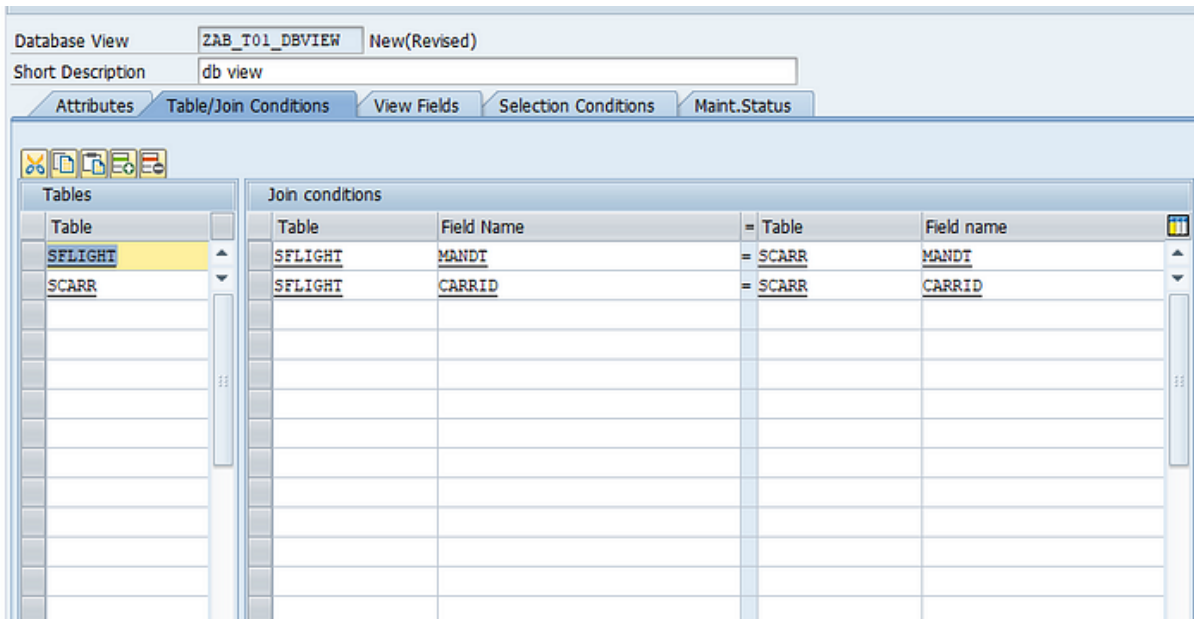 Database View ZAB_T01_DBVIEW New(Revised)
Short Description db view
Attributes Table/Join Conditions View Fields Selection Conditions Maint.Status
Tables Join conditions
Table Table Field Name = Table Field name
SFLIGHT SFLIGHT MANDT = SCARR MANDT
SCARR SFLIGHT CARRID = SCARR CARRID